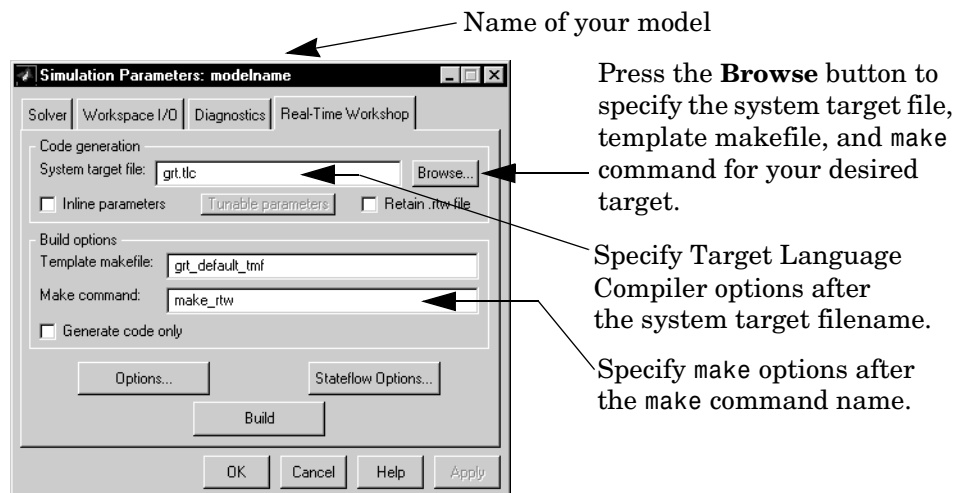 Name of your model
Simulation Parameters: modelname
Solver Workspace I/O Diagnostics Real-Time Workshop
Code generation
System target file: grt.tlc Browse...
Inline parameters Tunable parameters Retain .rtw file
Build options
Template makefile: grt_default_tmf
Make command: make_rtw
Generate code only
Options... Stateflow Options...
Build
OK Cancel Help Apply
Press the Browse button to
specify the system target file,
template makefile, and make
command for your desired
target.
Specify Target Language
Compiler options after
the system target filename.
Specify make options after
the make command name.